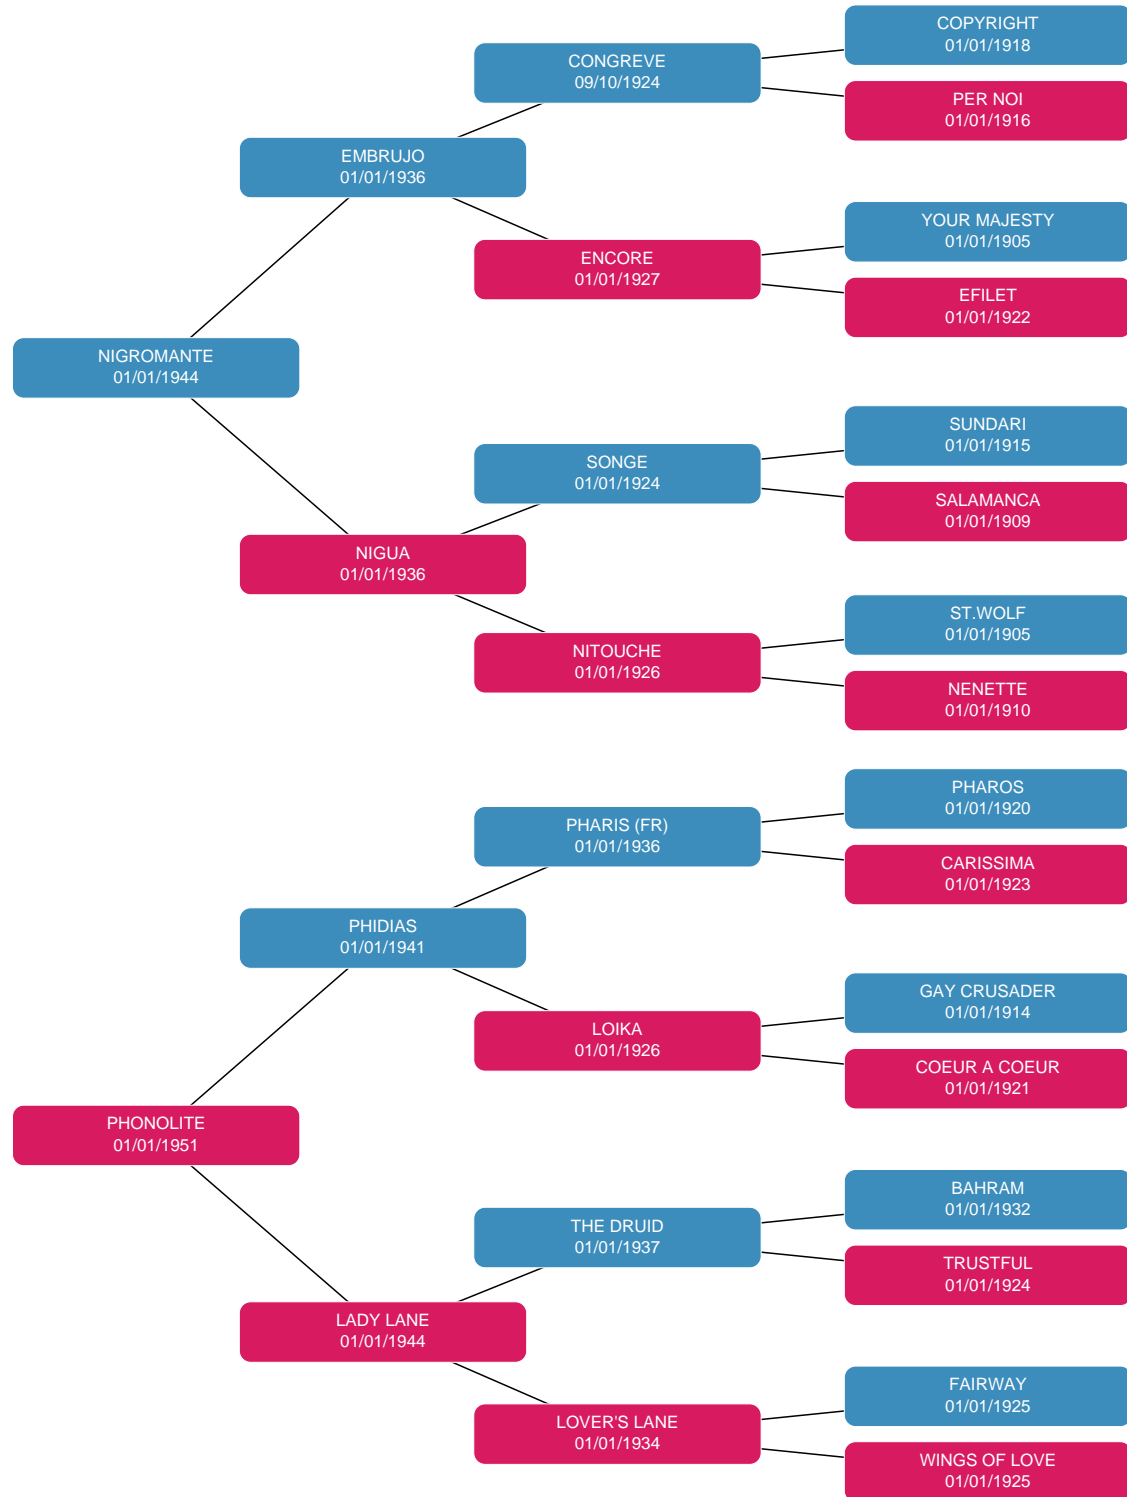 COPYRIGHT
01/01/1918
CONGREVE
09/10/1924
PER NOI
01/01/1916
EMBRUJO
01/01/1936
YOUR MAJESTY
01/01/1905
ENCORE
01/01/1927
EFILET
01/01/1922
NIGROMANTE
01/01/1944
SUNDARI
01/01/1915
SONGE
01/01/1924
SALAMANCA
01/01/1909
NIGUA
01/01/1936
ST.WOLF
01/01/1905
NITOUCHE
01/01/1926
NENETTE
01/01/1910
PHAROS
01/01/1920
PHARIS (FR)
01/01/1936
CARISSIMA
01/01/1923
PHIDIAS
01/01/1941
GAY CRUSADER
01/01/1914
LOIKA
01/01/1926
COEUR A COEUR
01/01/1921
PHONOLITE
01/01/1951
BAHRAM
01/01/1932
THE DRUID
01/01/1937
TRUSTFUL
01/01/1924
LADY LANE
01/01/1944
FAIRWAY
01/01/1925
LOVER'S LANE
01/01/1934
WINGS OF LOVE
01/01/1925